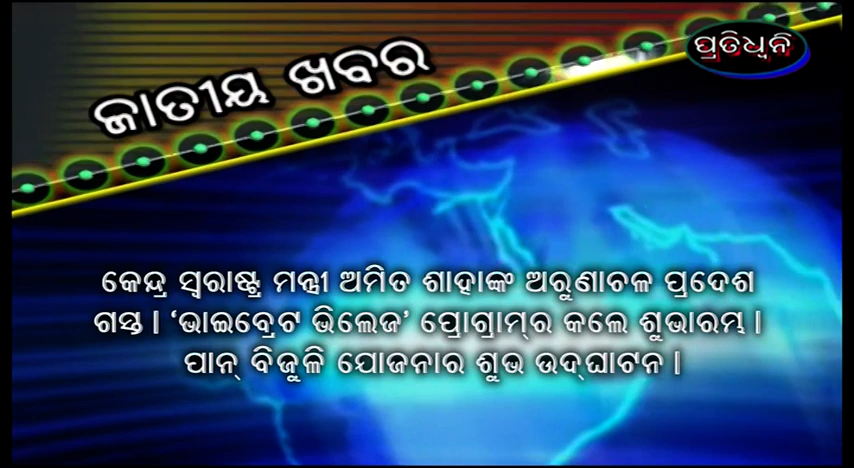 ଜାତୀୟ ଖବର
ପ୍ରତିଧ୍ୱନି
କେନ୍ଦ୍ର ସ୍ୱରାଷ୍ଟ୍ର ମନ୍ତ୍ରୀ ଅମିତ ଶାହାଙ୍କ ଅରୁଣାଚଳ ପ୍ରଦେଶ
ଗସ୍ତ । ‘ଭାଇବ୍ରେଟ ଭିଲେଜ’ ପ୍ରୋଗ୍ରାମ୍‌ର କଲେ ଶୁଭାରମ୍ଭ ।
ପାନ୍ ବିଜୁଳି ଯୋଜନାର ଶୁଭ ଉଦ୍‌ଘାଟନ ।